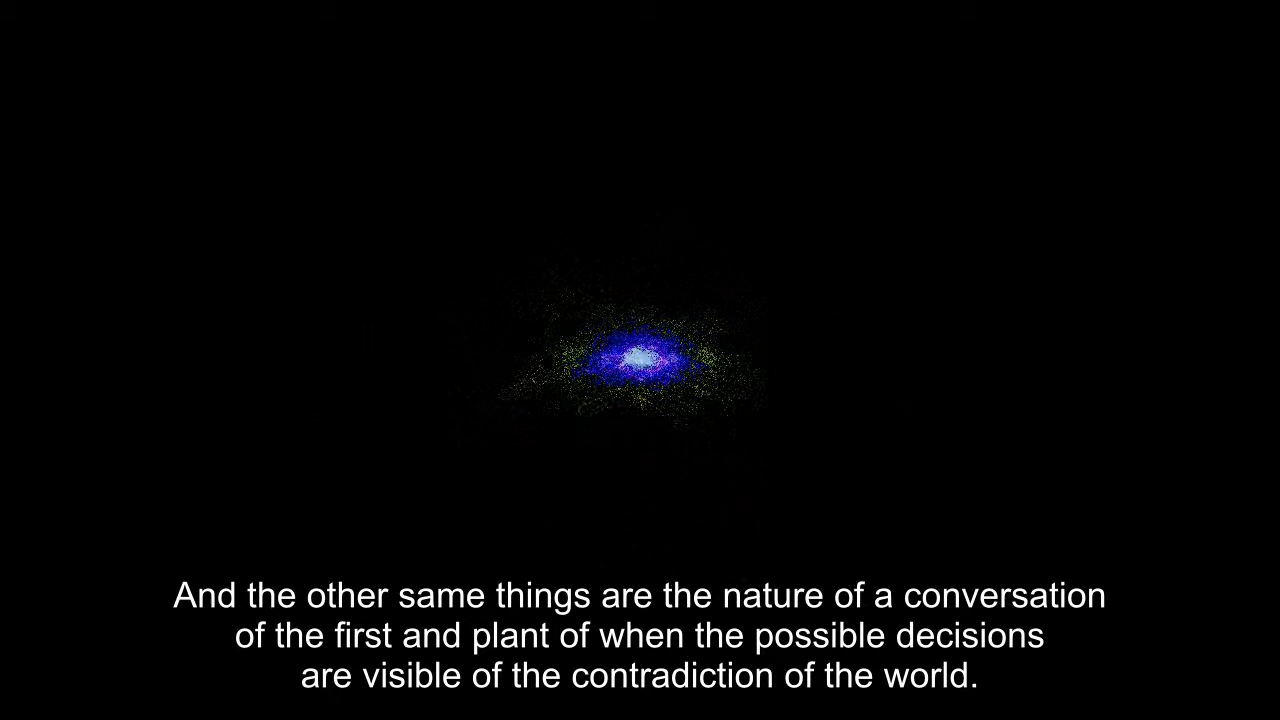 And the other same things are the nature of a conversation
of the first and plant of when the possible decisions
are visible of the contradiction of the world.